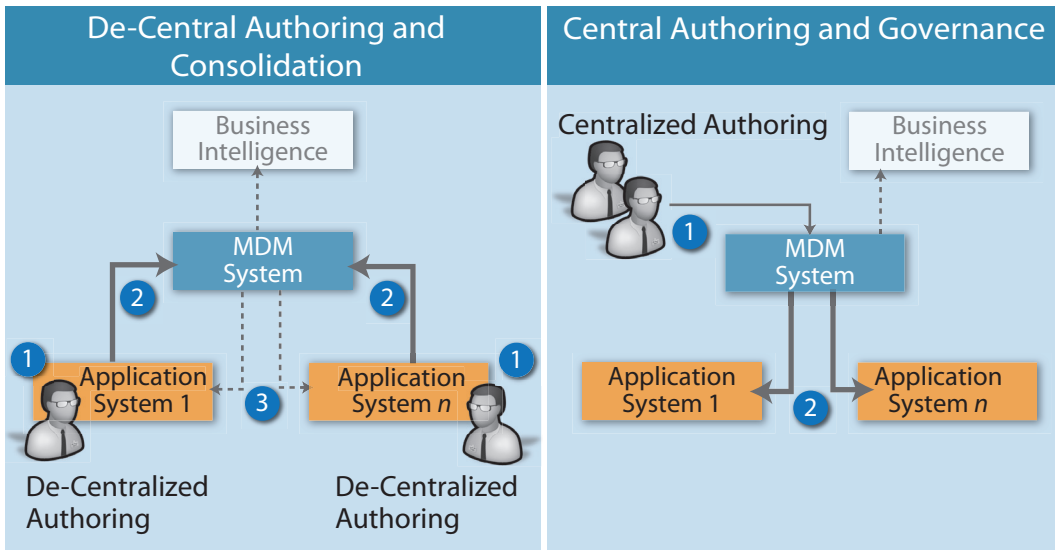 De-Central Authoring and
Consolidation
Business
Intelligence
MDM
System
2
2
1
Application
System 1
3
Application
System n
1
De-Centralized
Authoring
De-Centralized
Authoring
Central Authoring and Governance
Centralized Authoring
Business
Intelligence
1
MDM
System
Application
System 1
2
Application
System n